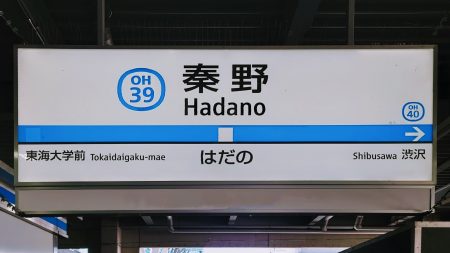 OH
39
秦野
Hadano
OH
40
東海大学前 Tokaidaigaku-mae
はだの
Shibusawa 渋沢